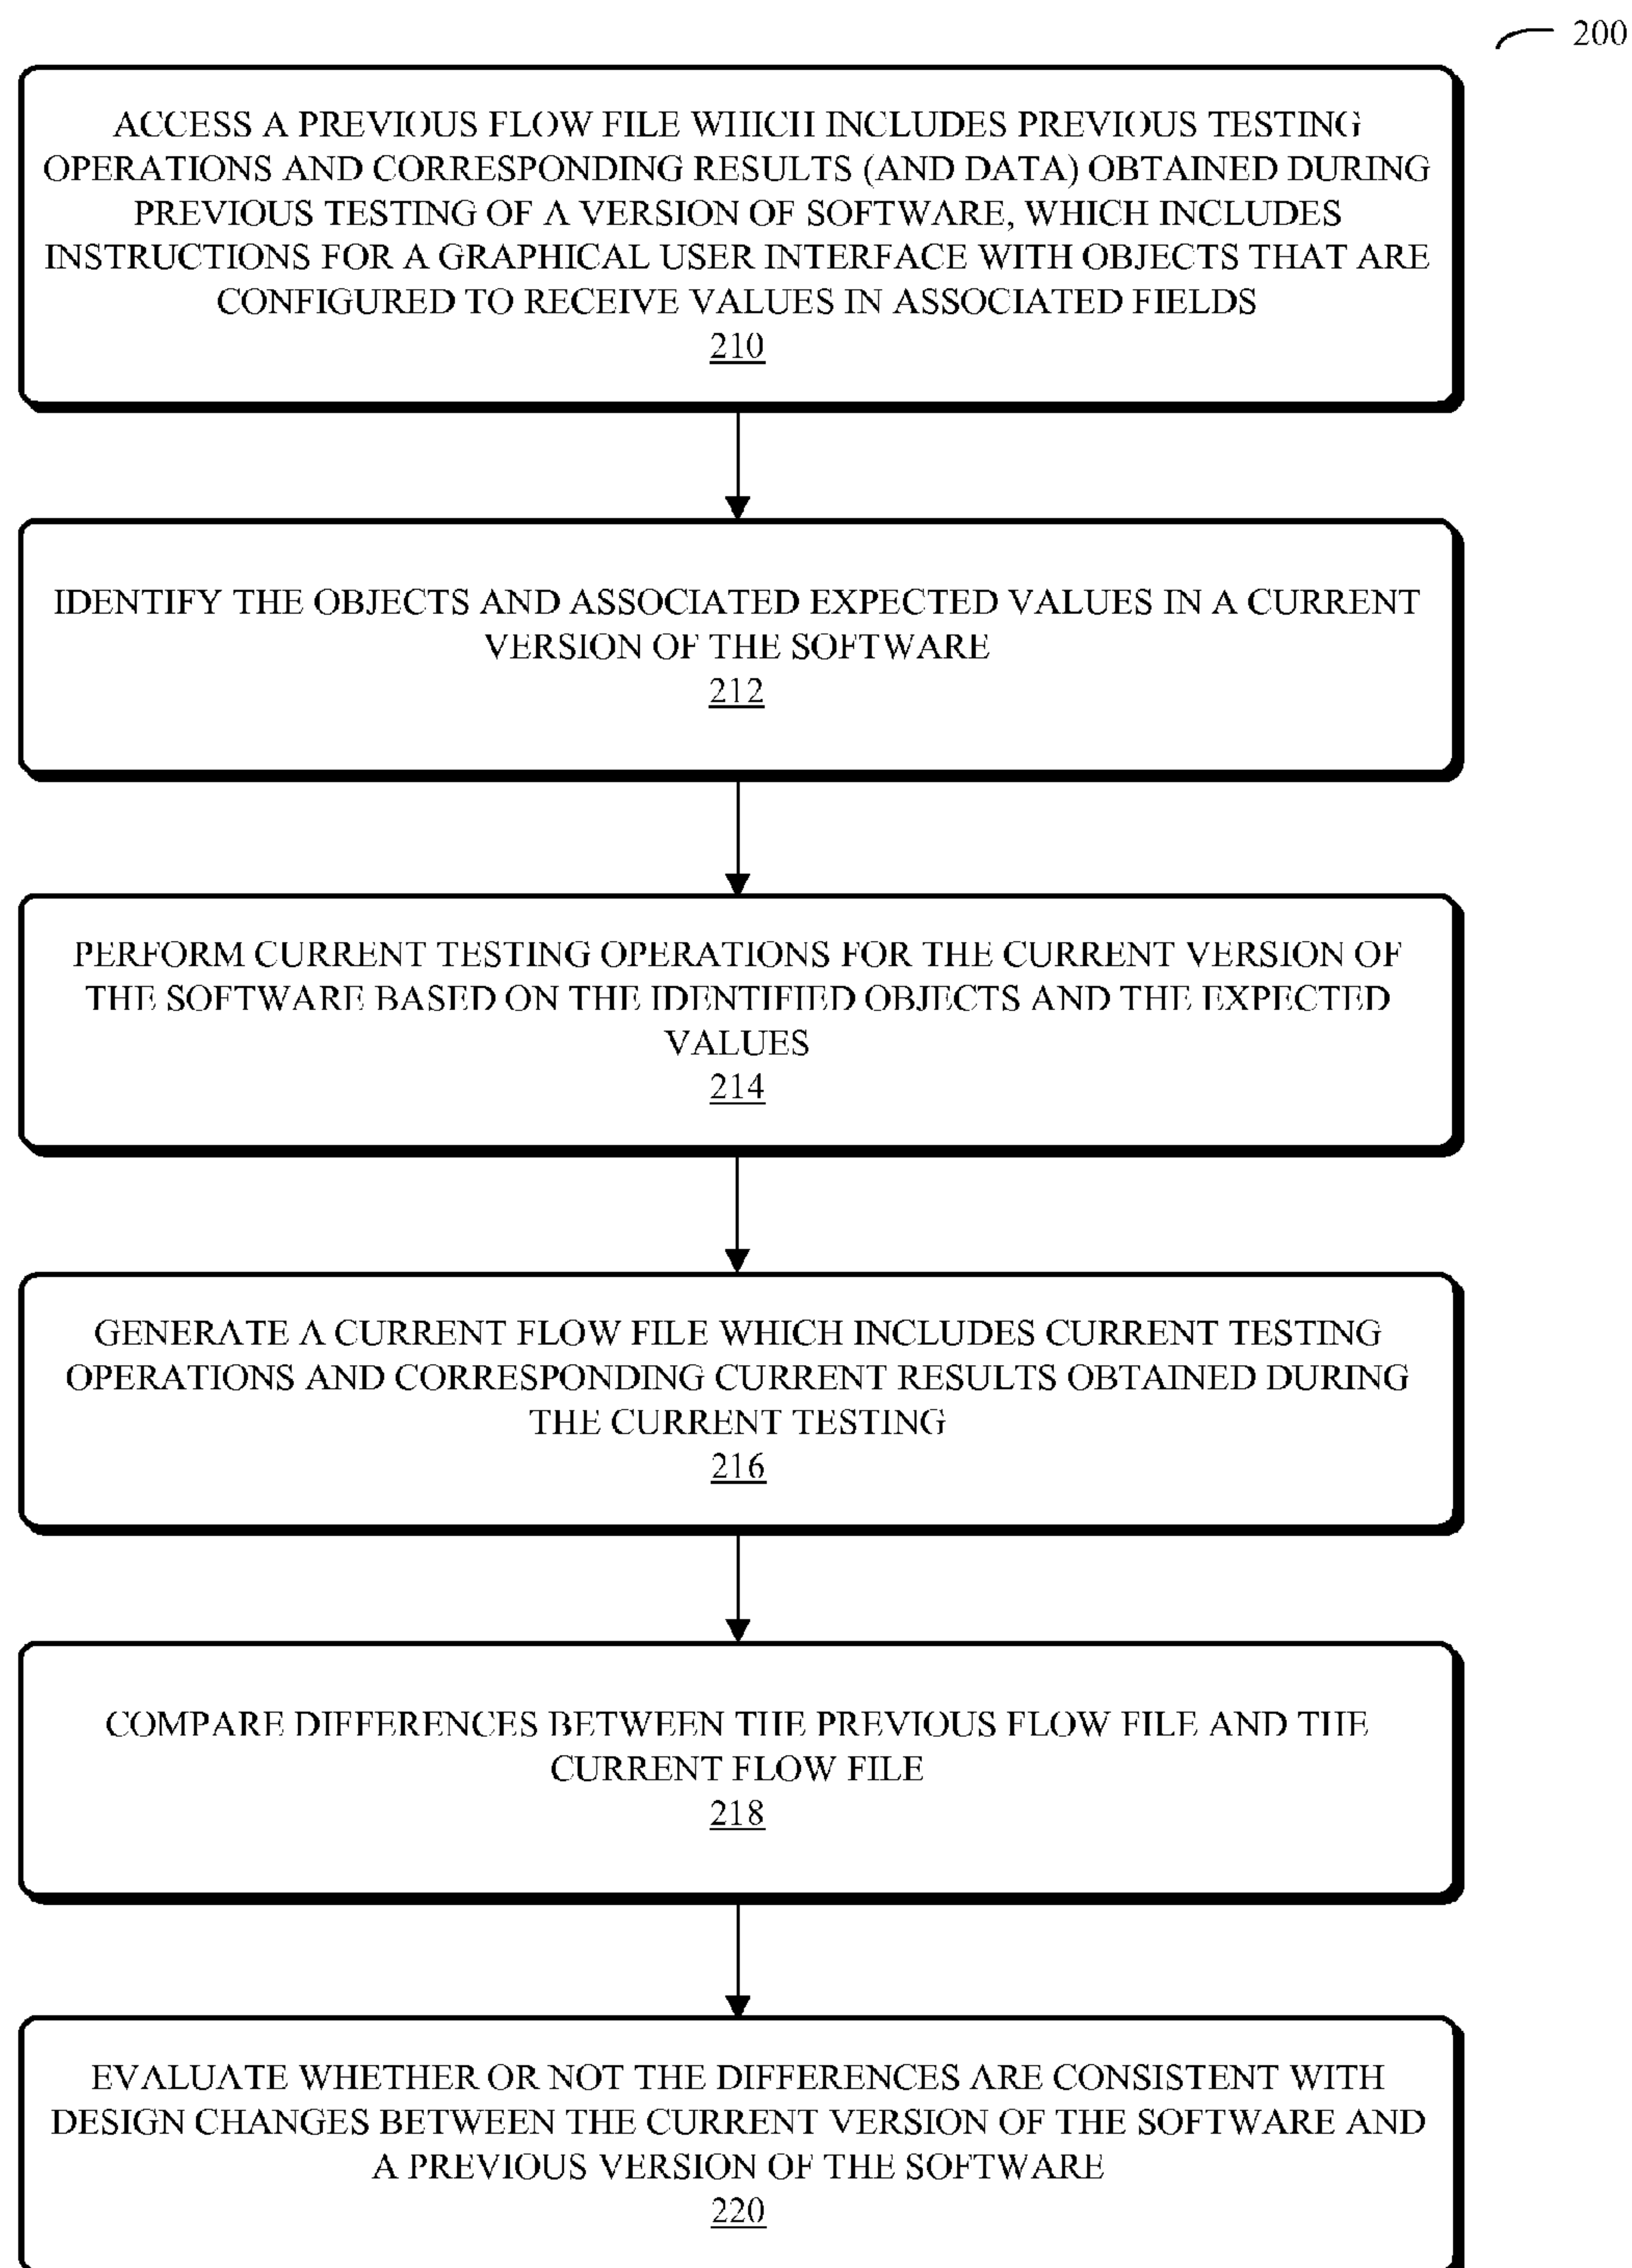 200
ACCESS A PREVIOUS FLOW FILE WHICH INCLUDES PREVIOUS TESTING
OPERATIONS AND CORRESPONDING RESULTS (AND DATA) OBTAINED DURING
PREVIOUS TESTING OF A VERSION OF SOFTWARE, WHICH INCLUDES
INSTRUCTIONS FOR A GRAPHICAL USER INTERFACE WITH OBJECTS THAT ARE
CONFIGURED TO RECEIVE VALUES IN ASSOCIATED FIELDS
210
IDENTIFY THE OBJECTS AND ASSOCIATED EXPECTED VALUES IN A CURRENT
VERSION OF THE SOFTWARE
212
PERFORM CURRENT TESTING OPERATIONS FOR THE CURRENT VERSION OF
THE SOFTWARE BASED ON THE IDENTIFIED OBJECTS AND THE EXPECTED
VALUES
214
GENERATE A CURRENT FLOW FILE WHICH INCLUDES CURRENT TESTING
OPERATIONS AND CORRESPONDING CURRENT RESULTS OBTAINED DURING
THE CURRENT TESTING
216
COMPARE DIFFERENCES BETWEEN THE PREVIOUS FLOW FILE AND THE
CURRENT FLOW FILE
218
EVALUATE WHETHER OR NOT THE DIFFERENCES ARE CONSISTENT WITH
DESIGN CHANGES BETWEEN THE CURRENT VERSION OF THE SOFTWARE AND
A PREVIOUS VERSION OF THE SOFTWARE
220